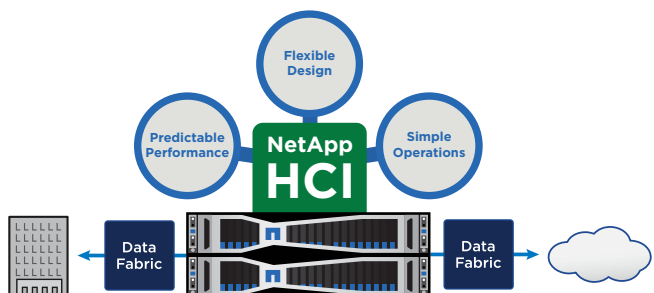 Flexible
Design
Predictable
Performance
NetApp
HCI
Simple
Operations
Data
Fabric
Data
Fabric